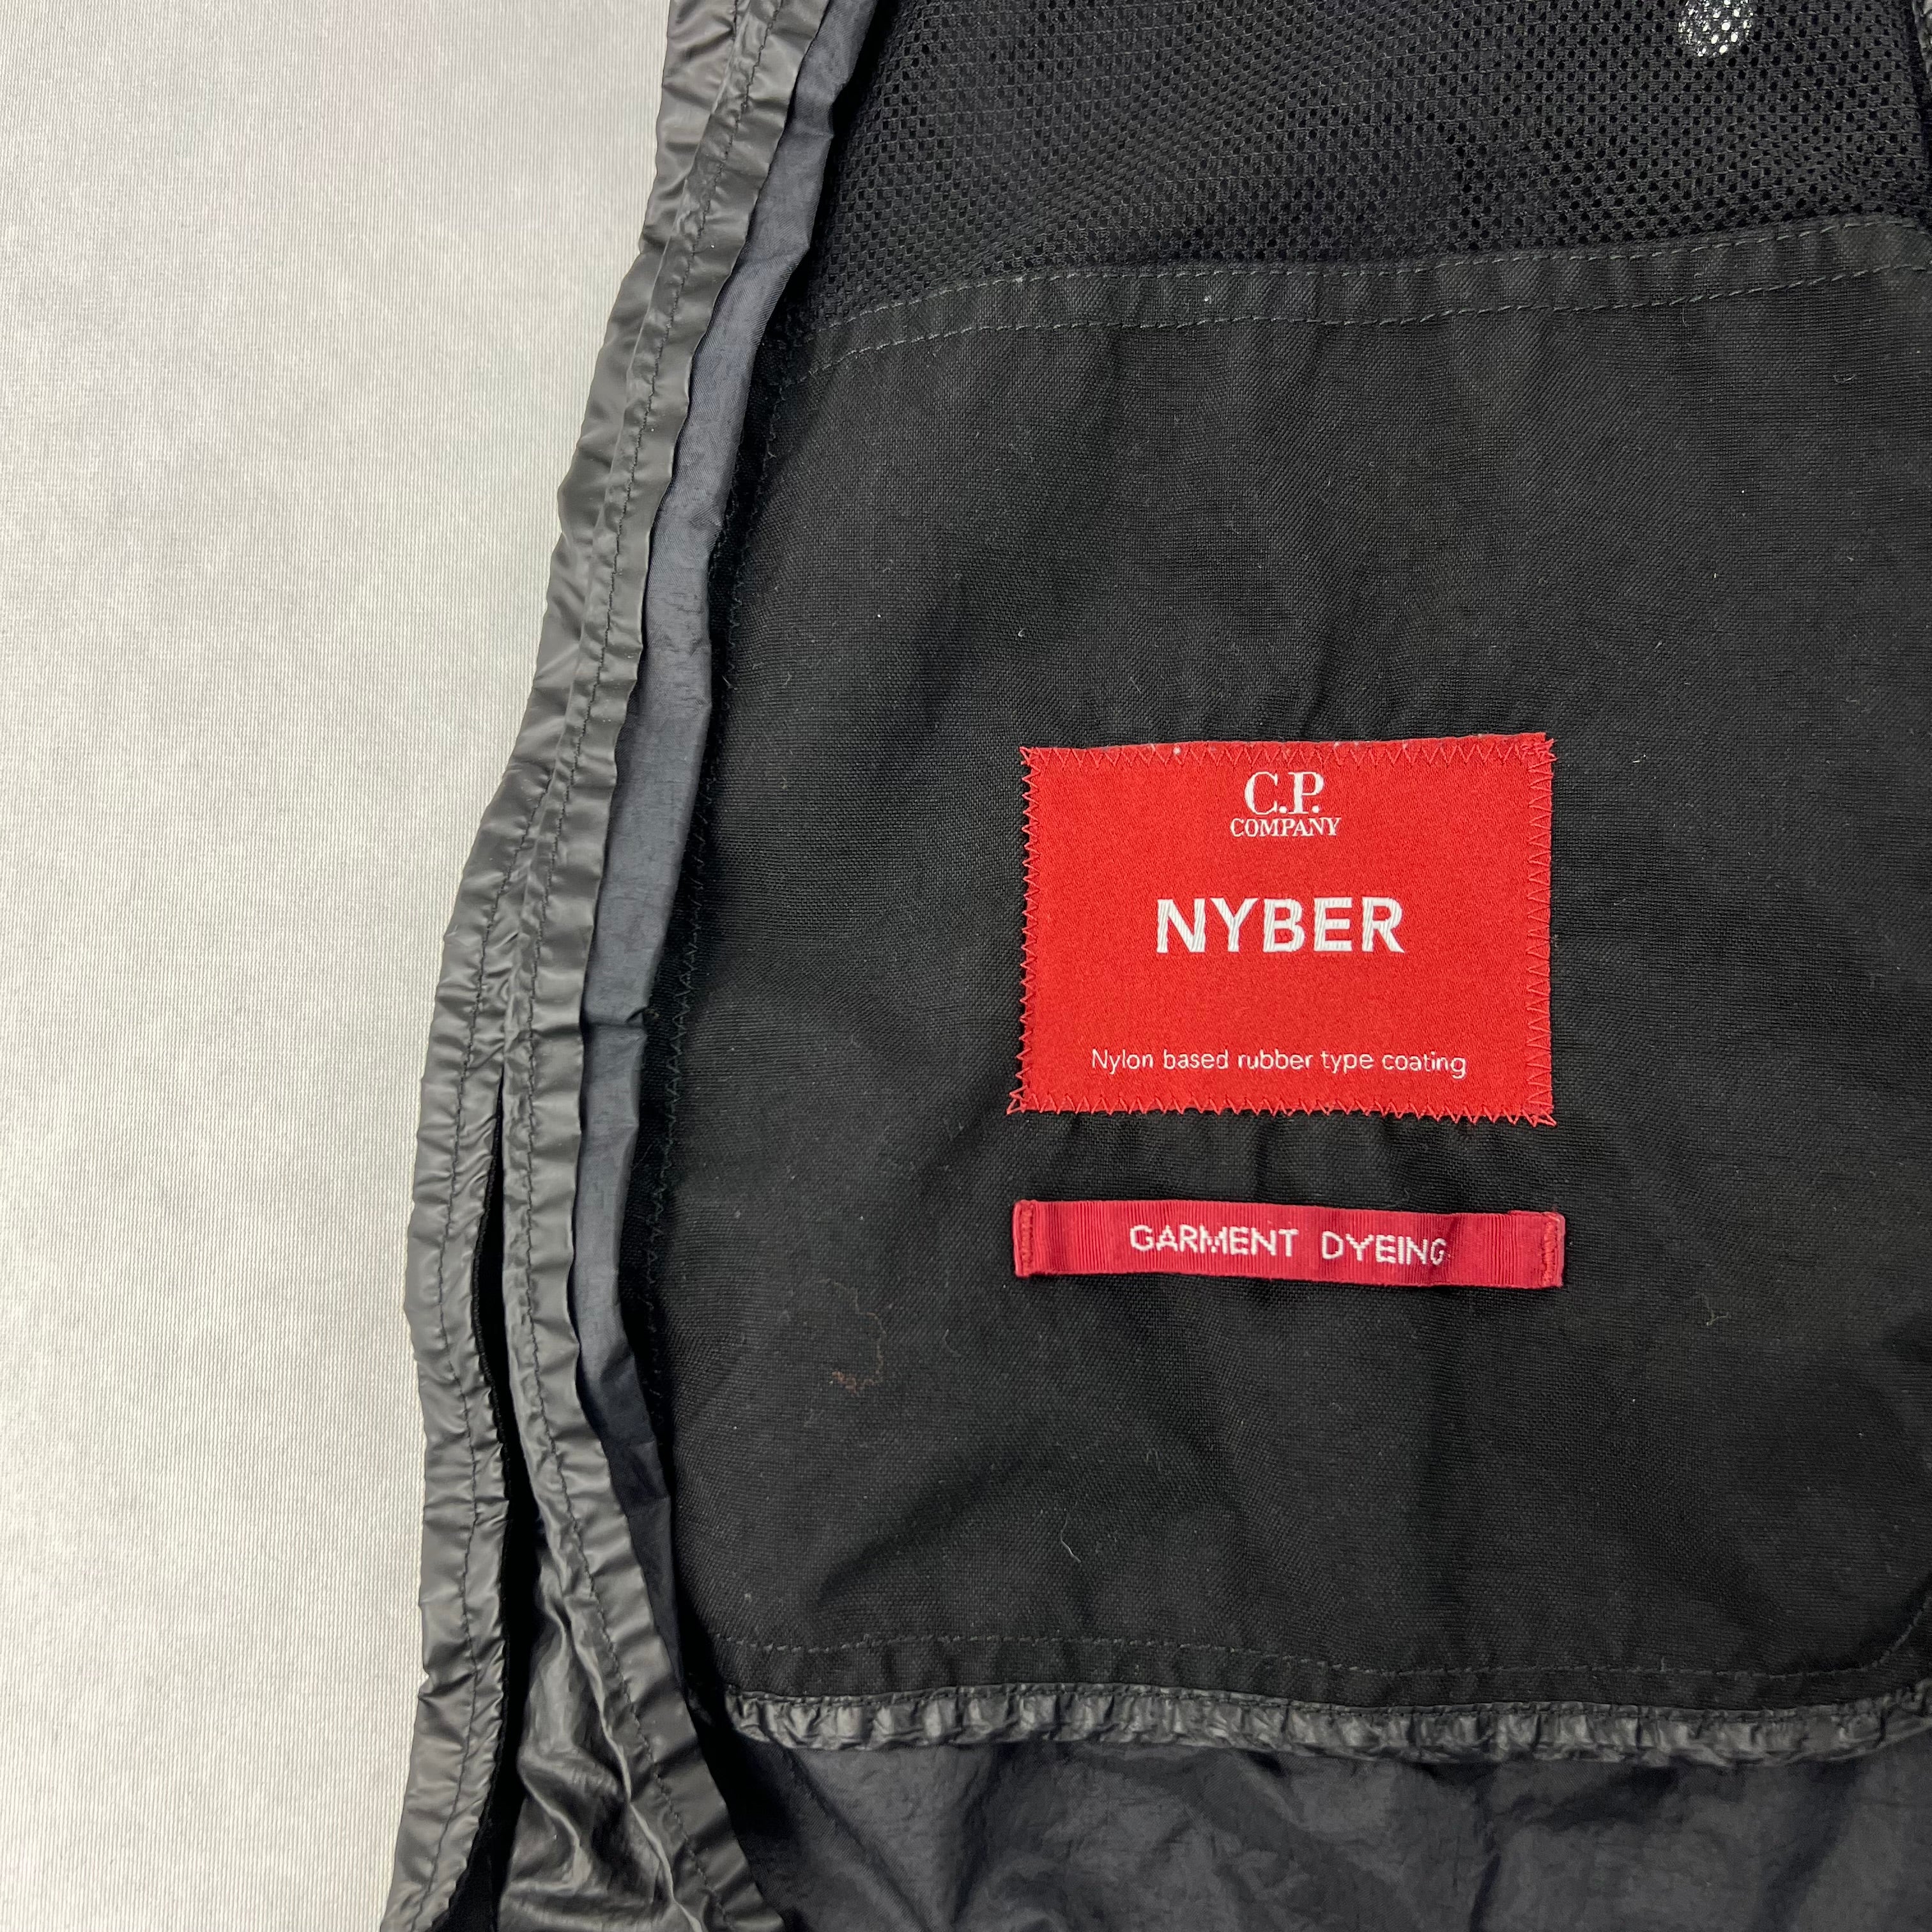 C.P.
COMPANY
NYBER
Nylon based rubber type coating
GARMENT DYEING